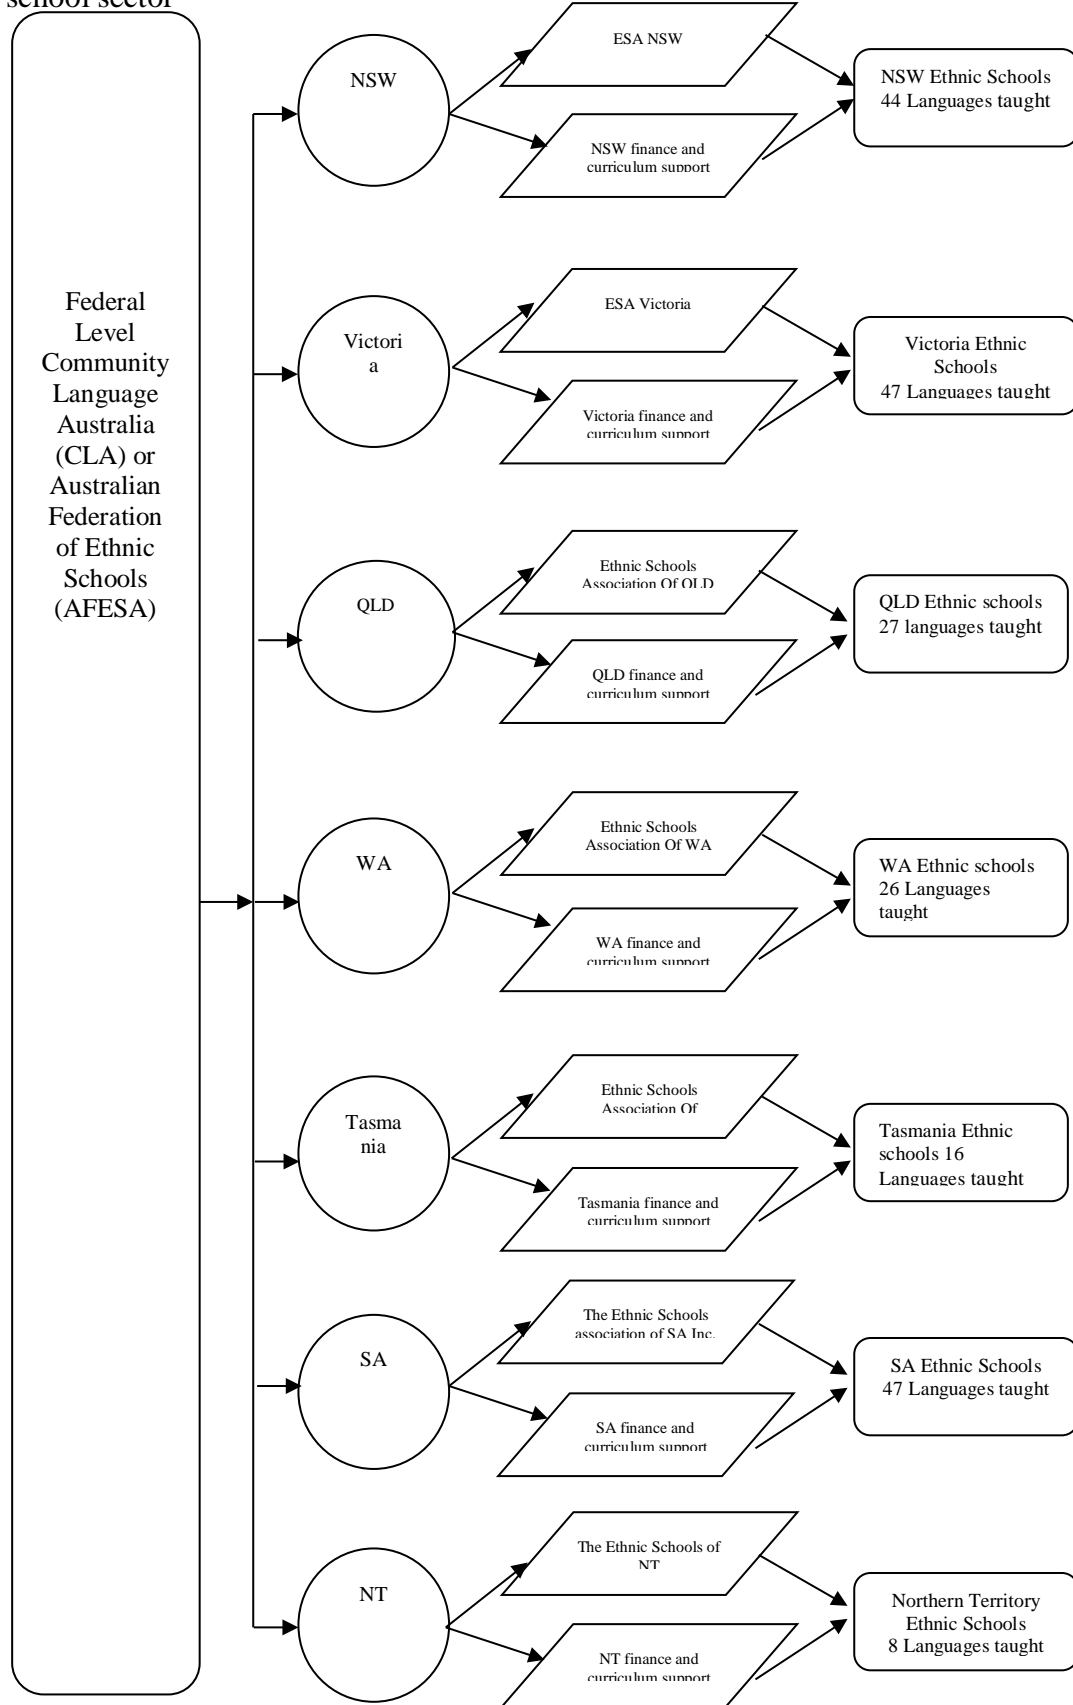 school sector
Federal
Level
Community
Language
Australia
(CLA) or
Australian
Federation
of Ethnic
Schools
(AFESA)
NSW
ESA NSW
NSW finance and
curriculum support
NSW Ethnic Schools
44 Languages taught
Victori
a
ESA Victoria
Victoria finance and
curriculum support
Victoria Ethnic
Schools
47 Languages taught
QLD
Ethnic Schools
Association Of QLD
QLD finance and
curriculum support
QLD Ethnic schools
27 languages taught
WA
Ethnic Schools
Association Of WA
WA finance and
curriculum support
WA Ethnic schools
26 Languages
taught
Tasma
nia
Ethnic Schools
Association Of
Tasmania finance and
curriculum support
Tasmania Ethnic
schools 16
Languages taught
SA
The Ethnic Schools
association of SA Inc.
SA finance and
curriculum support
SA Ethnic Schools
47 Languages taught
NT
The Ethnic Schools of
NT
NT finance and
curriculum support
Northern Territory
Ethnic Schools
8 Languages taught